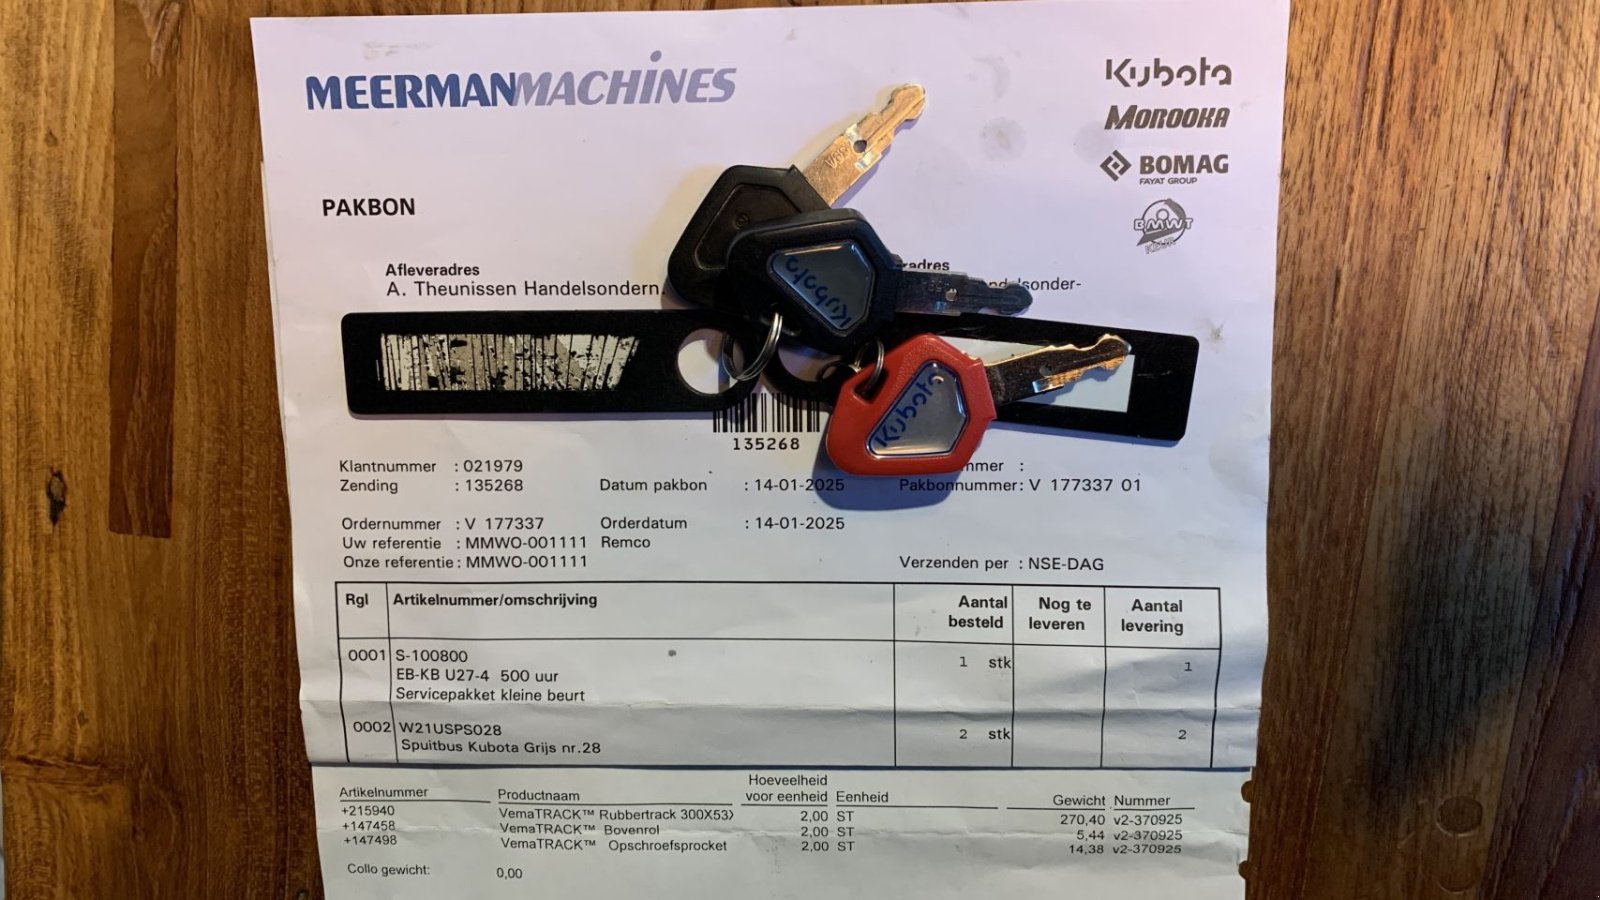 MEERMANMACHINES
Kubota
MOROOKA
BOMAG
FAYAT GROUP
BMWT
KEUR
PAKBON
Afleveradres
A. Theunissen Handelsondern.
Kubota
Kubota
135268
Klantnummer : 021979
Zending : 135268 Datum pakbon : 14-01-2025 Pakbonnummer: V 177337 01
Ordernummer : V 177337 Orderdatum : 14-01-2025
Uw referentie : MMWO-001111 Remco
Onze referentie : MMWO-001111 Verzenden per : NSE-DAG
Rgl Artikelnummer/omschrijving Aantal besteld Nog te leveren Aantal levering
0001 S-100800 1 stk 1
EB-KB U27-4 500 uur
Servicepakket kleine beurt
0002 W21USPS028 2 stk 2
Spuitbus Kubota Grijs nr.28
Artikelnummer Productnaam Hoeveelheid voor eenheid Eenheid Gewicht Nummer
+215940 VemaTRACK™ Rubbertrack 300X53 2,00 ST 270,40 v2-370925
+147458 VemaTRACK™ Bovenrol 2,00 ST 5,44 v2-370925
+147498 VemaTRACK™ Opschroefsprocket 2,00 ST 14,38 v2-370925
Collo gewicht: 0,00